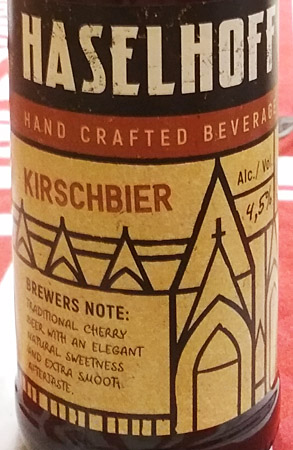 HASELHOFF
HAND CRAFTED BEVERAGE
Alc./Vol.
4,5%
KIRSCHBIER
BREWERS NOTE:
TRADITIONAL CHERRY
BEER WITH AN ELEGANT
NATURAL SWEETNESS
AND EXTRA SMOOTH
AFTERTASTE.